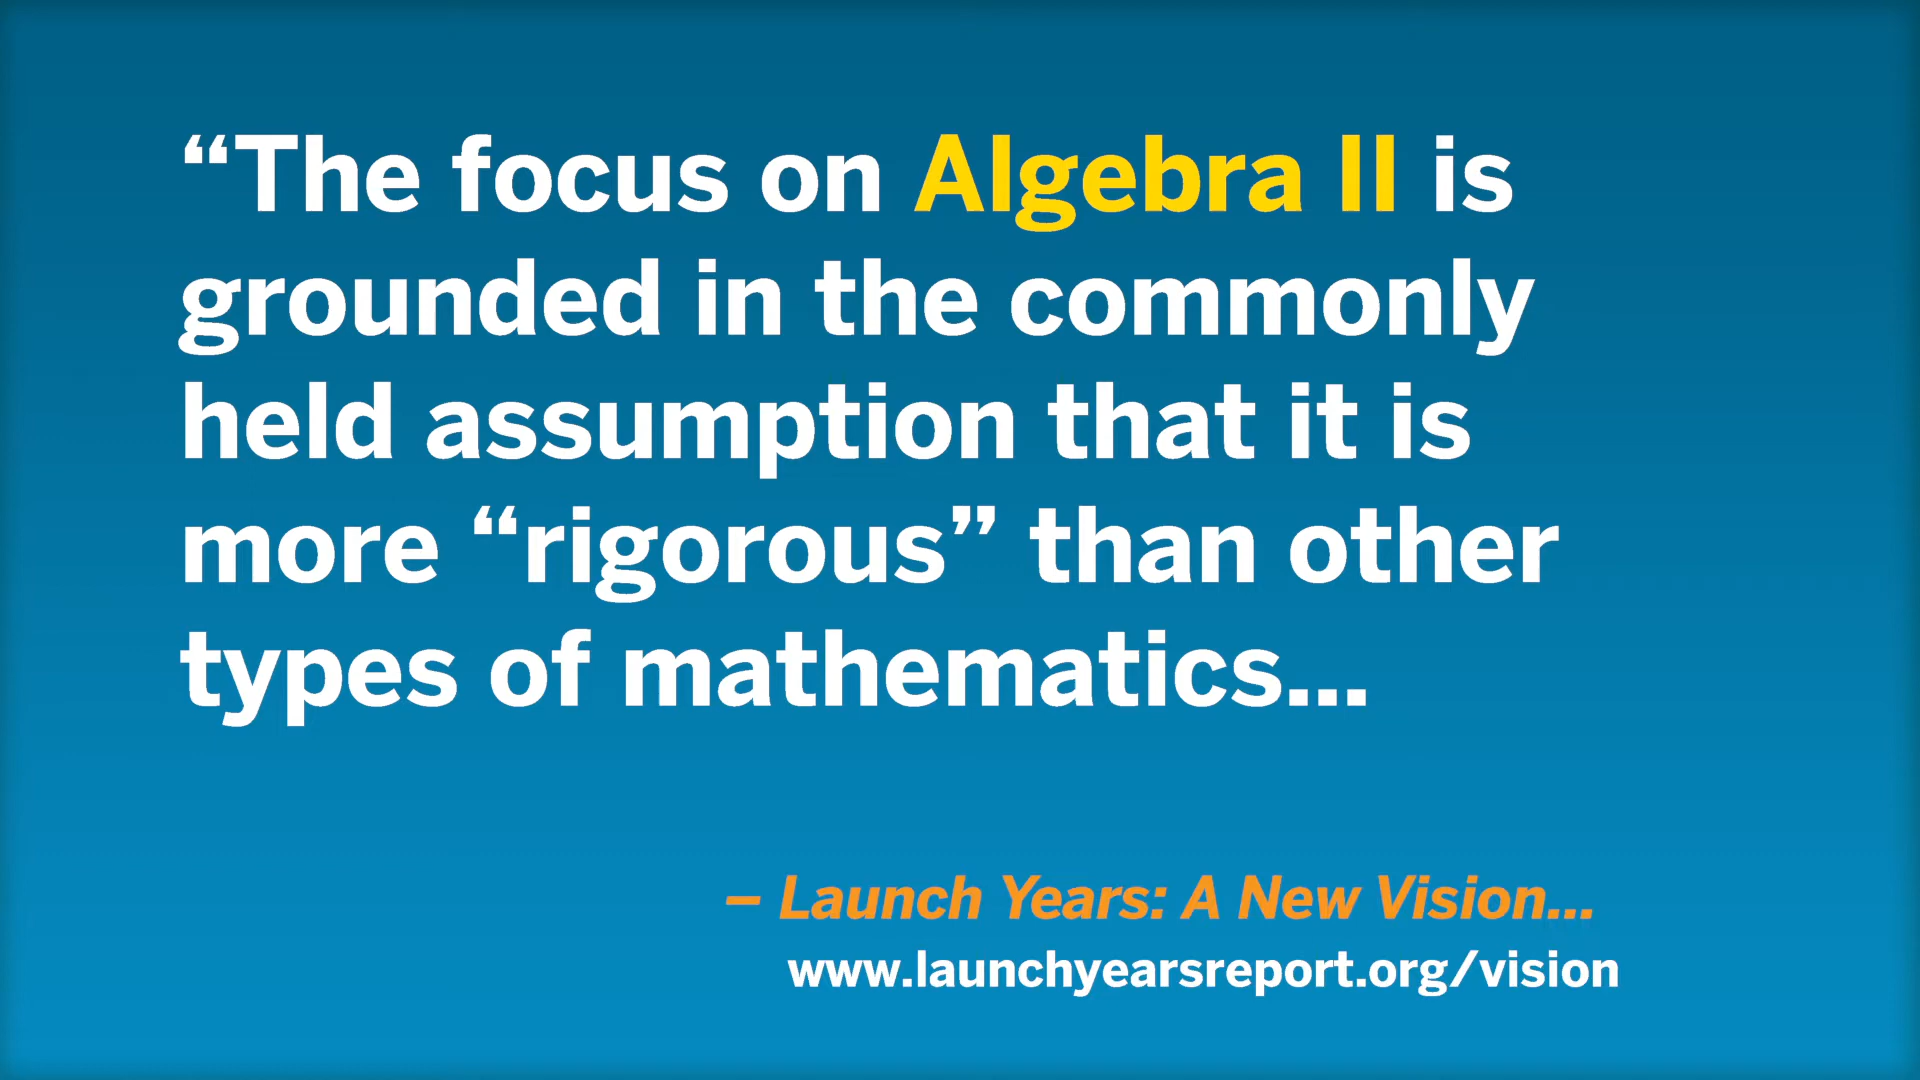 “The focus on Algebra II is
grounded in the commonly
held assumption that it is
more “rigorous” than other
types of mathematics...
– Launch Years: A New Vision...
www.launchyearsreport.org/vision